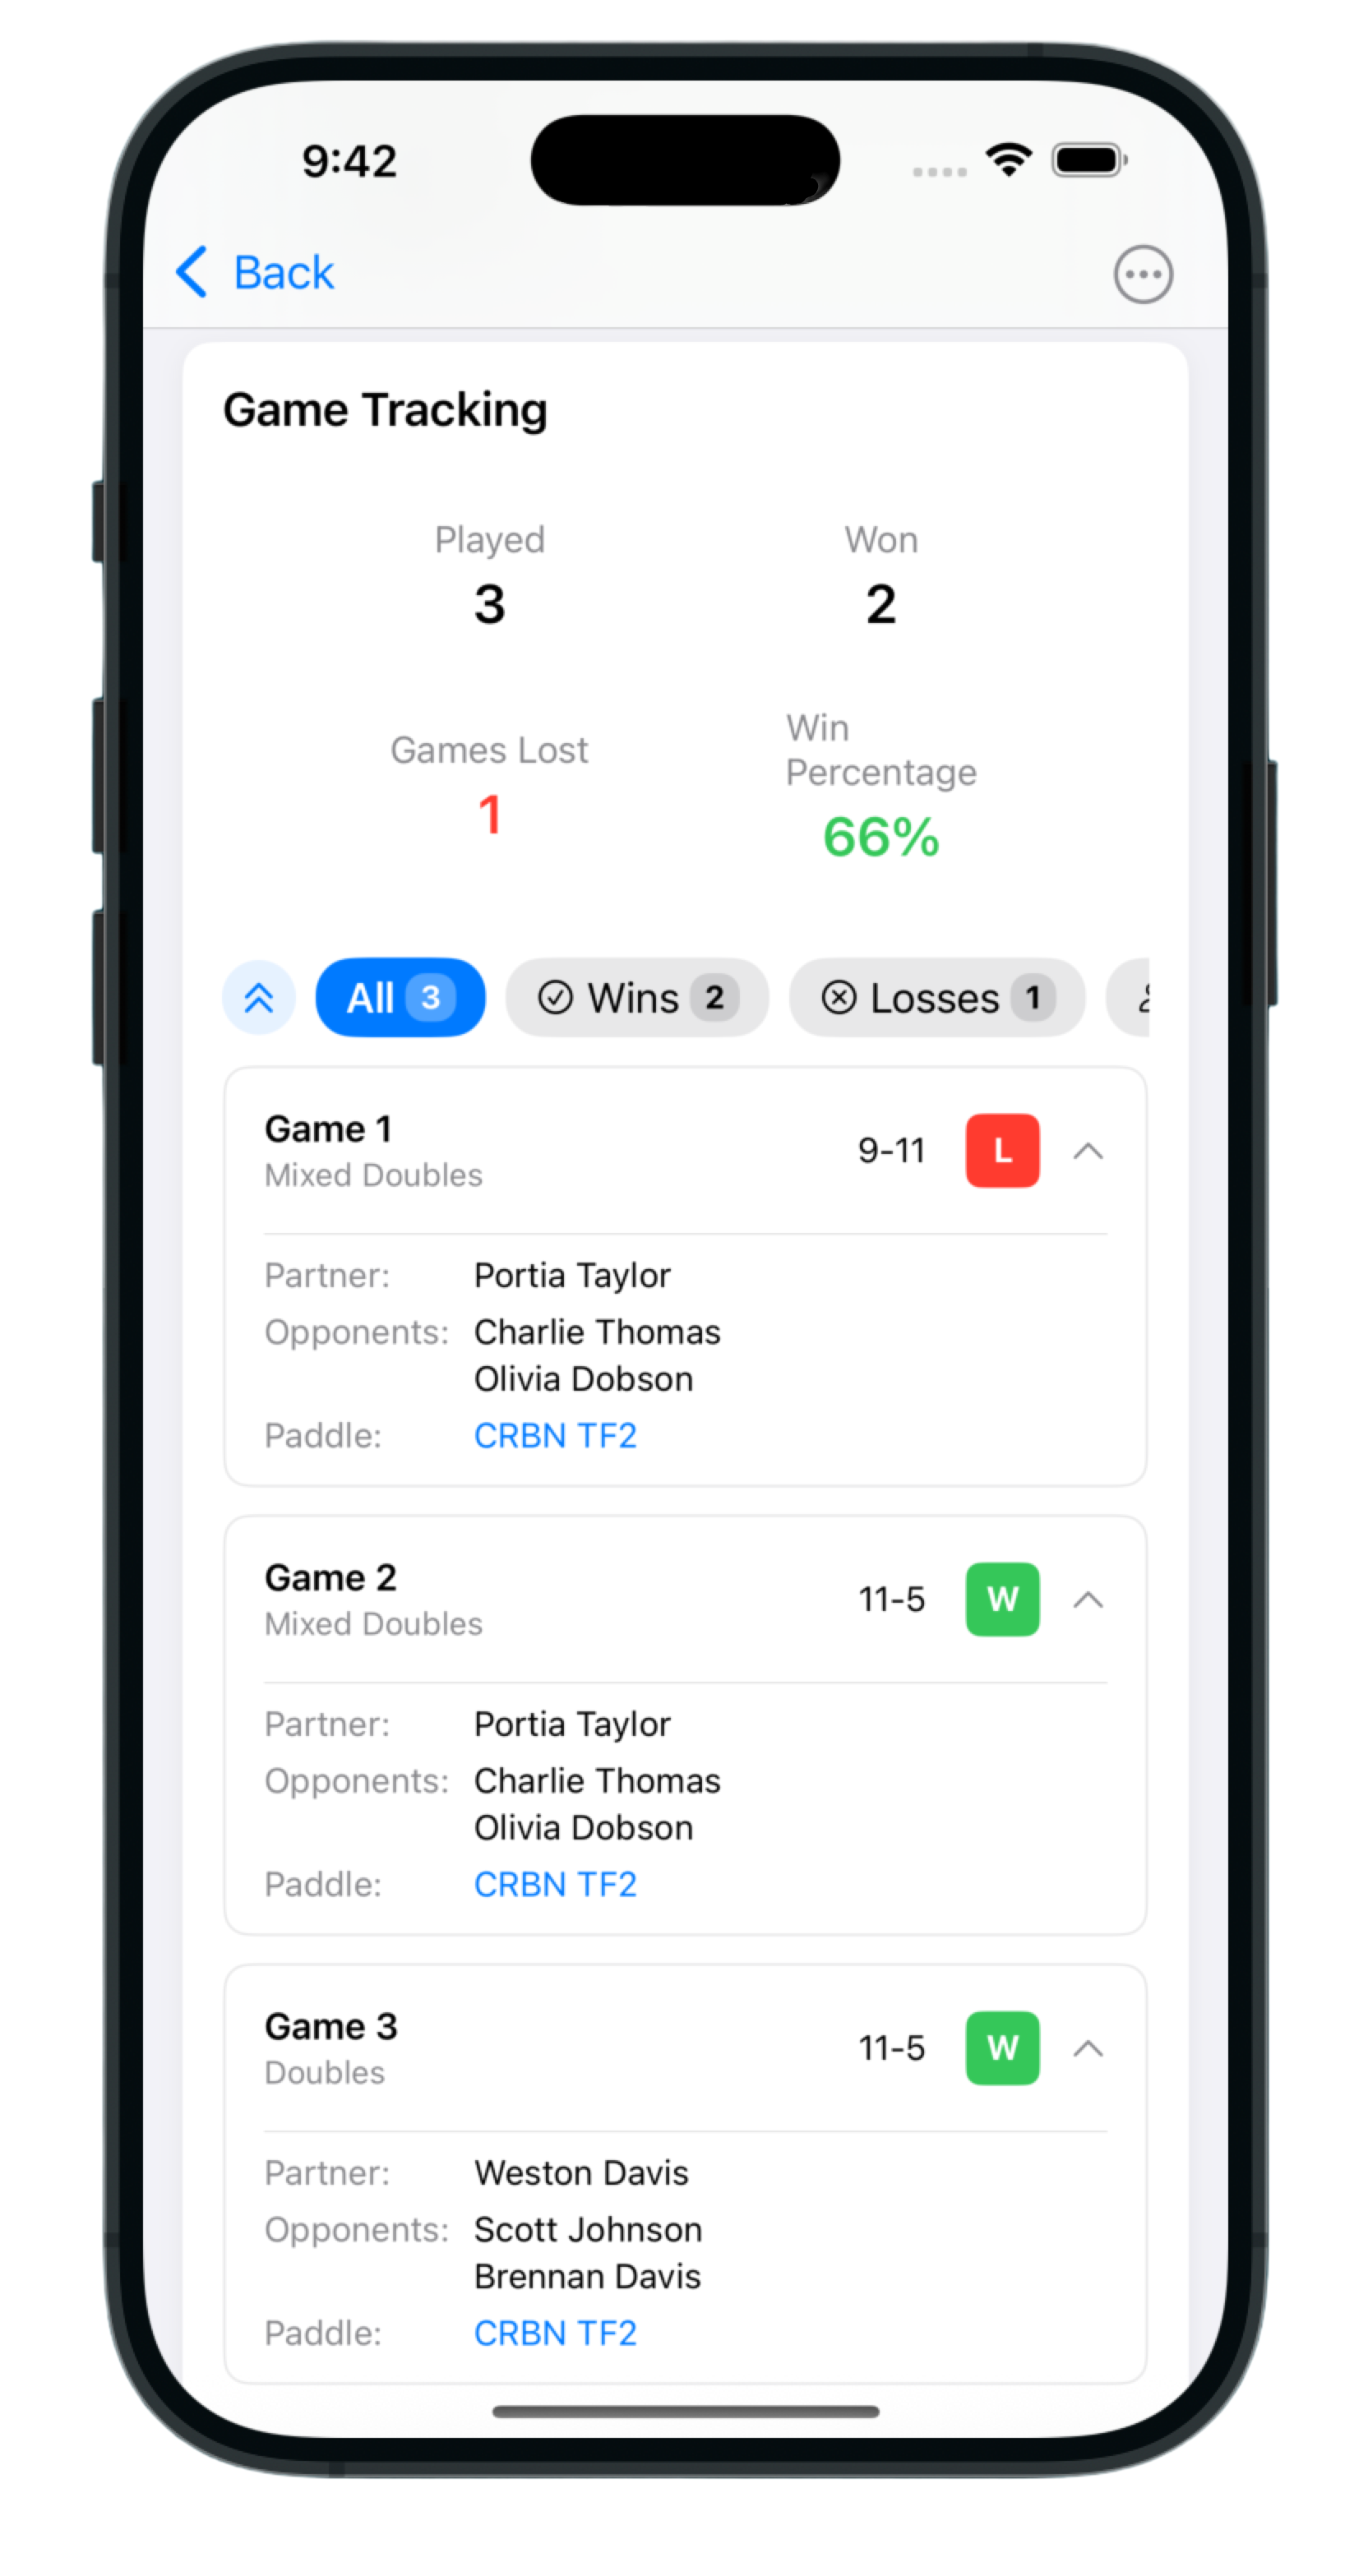 9:42
Back
Game Tracking
Played
Won
3
2
Games Lost
Win
Percentage
1
66%
All 3
Wins 2
Losses 1
Game 1
Mixed Doubles
9-11
L
Partner: Portia Taylor
Opponents: Charlie Thomas
Olivia Dobson
Paddle: CRBN TF2
Game 2
Mixed Doubles
11-5
W
Partner: Portia Taylor
Opponents: Charlie Thomas
Olivia Dobson
Paddle: CRBN TF2
Game 3
Doubles
11-5
W
Partner: Weston Davis
Opponents: Scott Johnson
Brennan Davis
Paddle: CRBN TF2